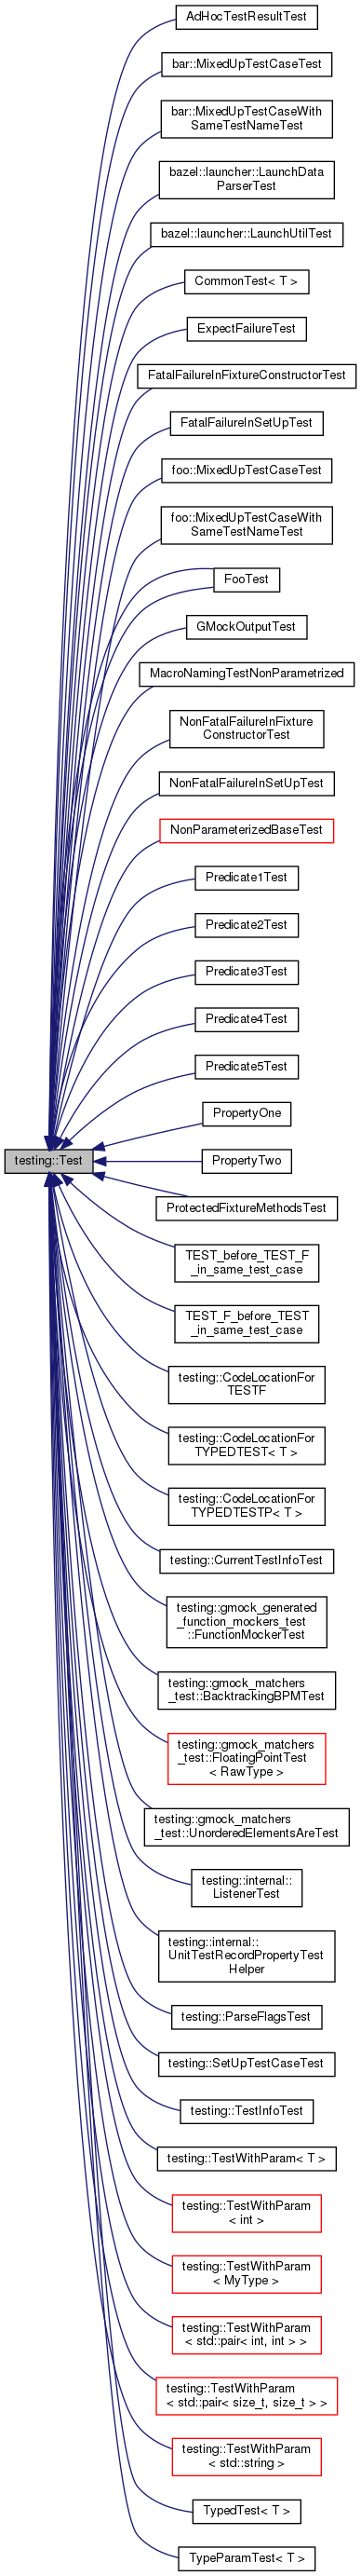 AdHocTestResultTest
bar::MixedUpTestCaseTest
bar::MixedUpTestCaseWith
SameTestNameTest
bazel::launcher::LaunchData
ParserTest
bazel::launcher::LaunchUtilTest
CommonTest< T >
ExpectFailureTest
FatalFailureInFixtureConstructorTest
FatalFailureInSetUpTest
foo::MixedUpTestCaseTest
foo::MixedUpTestCaseWith
SameTestNameTest
FooTest
GMockOutputTest
MacroNamingTestNonParametrized
NonFatalFailureInFixture
ConstructorTest
NonFatalFailureInSetUpTest
NonParameterizedBaseTest
Predicate1Test
Predicate2Test
Predicate3Test
Predicate4Test
Predicate5Test
PropertyOne
testing::Test
PropertyTwo
ProtectedFixtureMethodsTest
TEST_before_TEST_F
_in_same_test_case
TEST_F_before_TEST
_in_same_test_case
testing::CodeLocationFor
TESTF
testing::CodeLocationFor
TYPEDTEST< T >
testing::CodeLocationFor
TYPEDTESTP< T >
testing::CurrentTestInfoTest
testing::gmock_generated
_function_mockers_test
::FunctionMockerTest
testing::gmock_matchers
_test::BacktrackingBPMTest
testing::gmock_matchers
_test::FloatingPointTest
< RawType >
testing::gmock_matchers
_test::UnorderedElementsAreTest
testing::internal::
ListenerTest
testing::internal::
UnitTestRecordPropertyTest
Helper
testing::ParseFlagsTest
testing::SetUpTestCaseTest
testing::TestInfoTest
testing::TestWithParam< T >
testing::TestWithParam
< int >
testing::TestWithParam
< MyType >
testing::TestWithParam
< std::pair< int, int > >
testing::TestWithParam
< std::pair< size_t, size_t > >
testing::TestWithParam
< std::string >
TypedTest< T >
TypeParamTest< T >